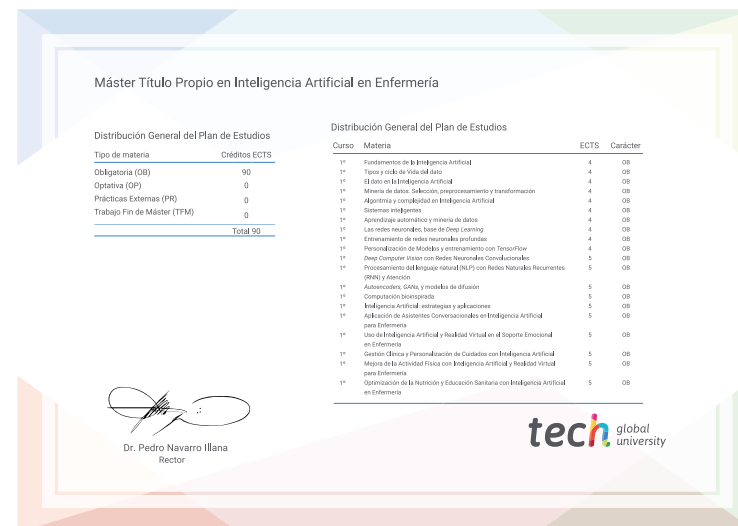 Máster Título Propio en Inteligencia Artificial en Enfermería
Distribución General del Plan de Estudios
Tipo de materia Créditos ECTS
Obligatoria (OB) 90
Optativa (OP) 0
Prácticas Externas (PR) 0
Trabajo Fin de Máster (TFM) 0
Total 90
Distribución General del Plan de Estudios
Curso Materia ECTS Carácter
1º Fundamentos de la Inteligencia Artificial 4 OB
1º Tipos y ciclo de Vida del dato 4 OB
1º El dato en la Inteligencia Artificial 4 OB
1º Minería de datos. Selección, preprocesamiento y transformación 4 OB
1º Algoritmia y complejidad en Inteligencia Artificial 4 OB
1º Sistemas inteligentes 4 OB
1º Aprendizaje automático y minería de datos 4 OB
1º Las redes neuronales, base de Deep Learning 4 OB
1º Entrenamiento de redes neuronales profundas 4 OB
1º Personalización de Modelos y entrenamiento con TensorFlow 4 OB
1º Deep Computer Vision con Redes Neuronales Convolucionales 5 OB
1º Procesamiento del lenguaje natural (NLP) con Redes Naturales Recurrentes 5 OB
(RNN) y Atención
1º Autoencoders, GANs, y modelos de difusión 5 OB
1º Computación bioinspirada 5 OB
1º Inteligencia Artificial: estrategias y aplicaciones 5 OB
1º Aplicación de Asistentes Conversacionales en Inteligencia Artificial 5 OB
para Enfermería
1º Uso de Inteligencia Artificial y Realidad Virtual en el Soporte Emocional 5 OB
en Enfermería
1º Gestión Clínica y Personalización de Cuidados con Inteligencia Artificial 5 OB
1º Mejora de la Actividad Física con Inteligencia Artificial y Realidad Virtual 5 OB
para Enfermería
1º Optimización de la Nutrición y Educación Sanitaria con Inteligencia Artificial 5 OB
en Enfermería
Dr. Pedro Navarro Illana
Rector
tech global
university